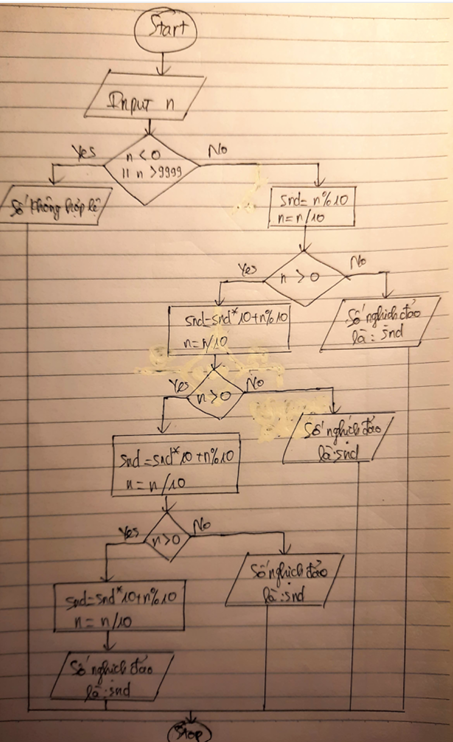 Start
Input n
n < 0
|| n > 9999
Yes
No
Số không hợp lệ
snd = n%10
n = n/10
n > 0
Yes
No
snd=snd*10+n%10
n = n/10
Số nghịch đảo
là : snd
n > 0
Yes
No
snd=snd*10+n%10
n = n/10
Số nghịch đảo
là : snd
n>0
Yes
No
snd=snd*10+n%10
n = n/10
Số nghịch đảo
là : snd
Số nghịch đảo
là : snd
Stop